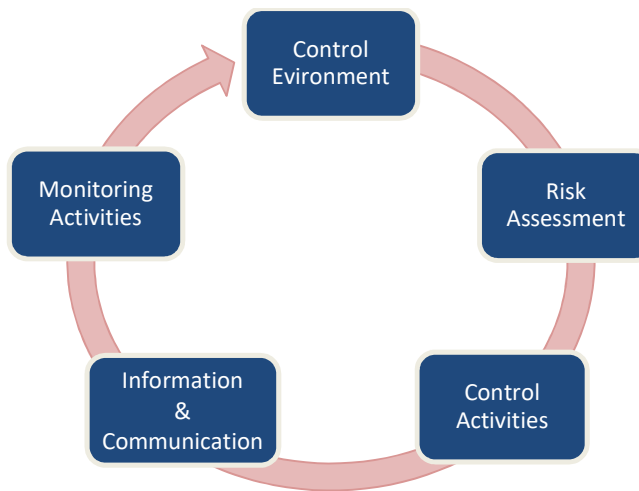 Control
Evironment
Risk
Assessment
Control
Activities
Information
&
Communication
Monitoring
Activities